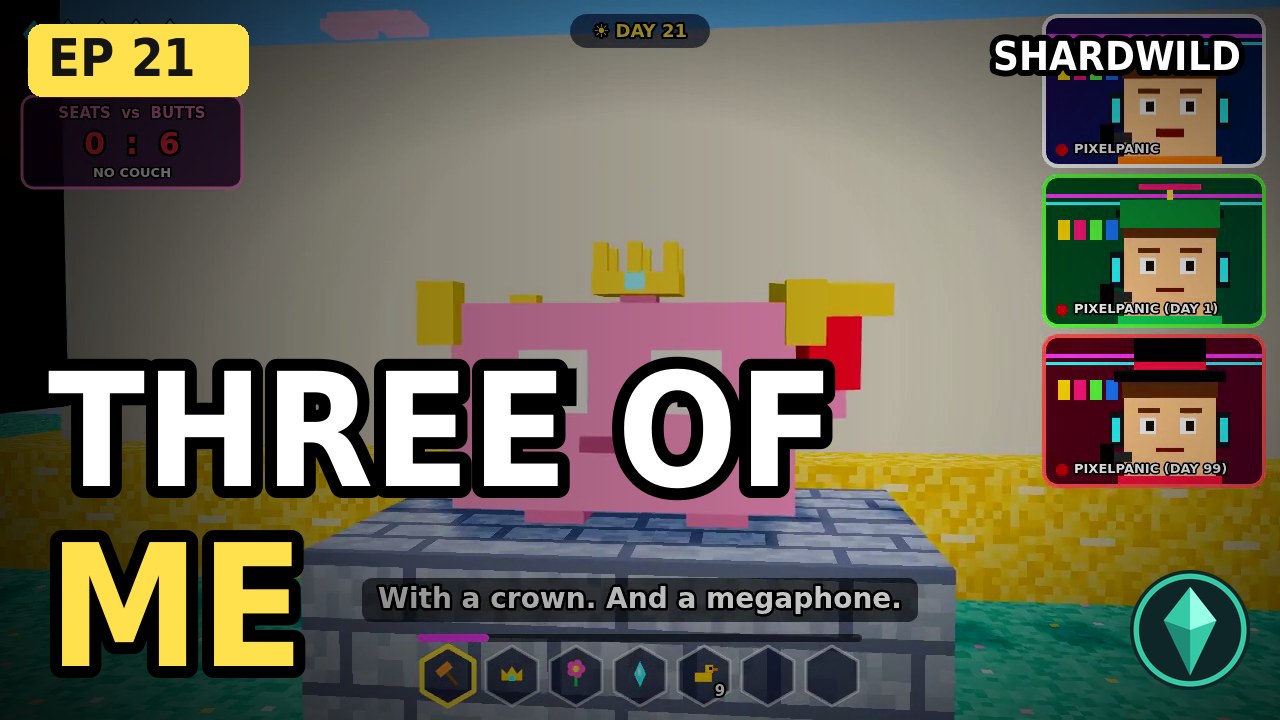 EP 21
DAY 21
SHARDWILD
SEATS vs BUTTS
0 : 6
NO COUCH
PIXELPANIC
PIXELPANIC (DAY 1)
PIXELPANIC (DAY 99)
THREE OF
ME
With a crown. And a megaphone.
9